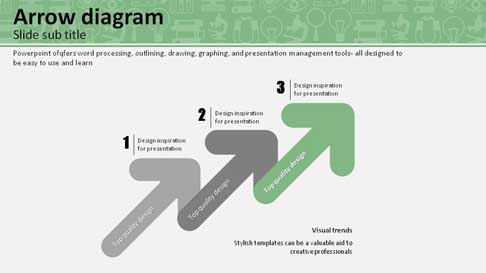 Arrow diagram
Slide sub title
Powerpoint ofqfers word processing, outlining, drawing, graphing, and presentation management tools- all designed to
be easy to use and learn
1
Design inspiration
for presentation
2
Design inspiration
for presentation
3
Design inspiration
for presentation
Top quality design
Top quality design
Top quality design
Visual trends
Stylish templates can be a valuable aid to
creative professionals